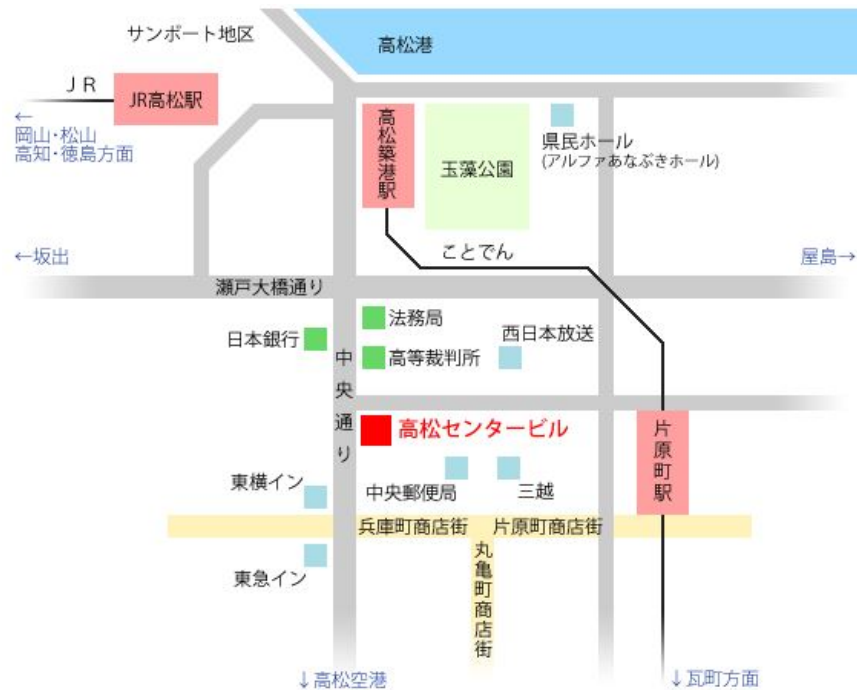 サンポート地区
高松港
JR
JR高松駅
←
岡山・松山
高知・徳島方面
高松築港駅
玉藻公園
県民ホール
(アルファあなぶきホール)
←坂出
ことでん
屋島→
瀬戸大橋通り
法務局
日本銀行
西日本放送
高等裁判所
中央通り
高松センタービル
片原町駅
東横イン
中央郵便局
三越
兵庫町商店街
片原町商店街
丸亀町商店街
東急イン
↓高松空港
↓瓦町方面